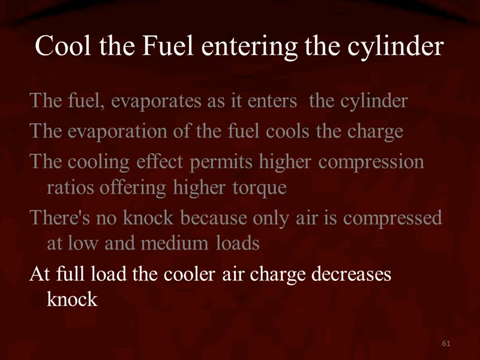 Cool the Fuel entering the cylinder
The fuel, evaporates as it enters  the cylinder
The evaporation of the fuel cools the charge
The cooling effect permits higher compression
ratios offering higher torque
There's no knock because only air is compressed
at low and medium loads
At full load the cooler air charge decreases
knock
61